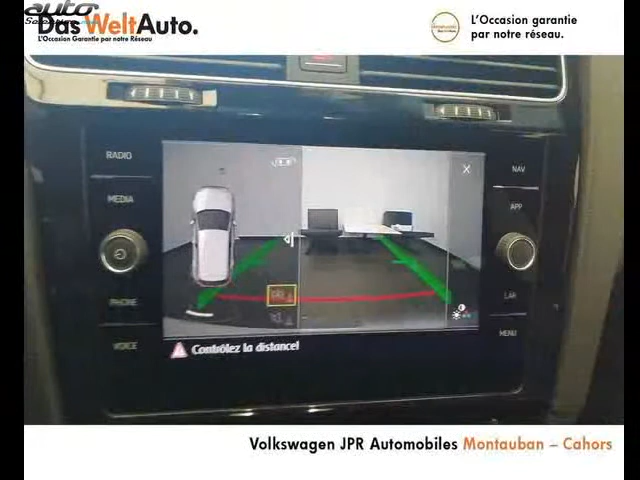 auto
Das WeltAuto.
L'Occasion Garantie par notre Réseau
L'Occasion garantie
par notre réseau.
RADIO
MEDIA
PHONE
VOICE
NAV
APP
CAR
MENU
X
Contrôlez la distance!
Volkswagen JPR Automobiles Montauban – Cahors